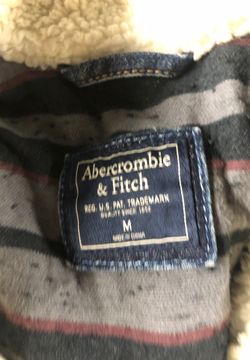 Abercrombie
& Fitch
REG. U.S. PAT. TRADEMARK
QUALITY SINCE 1892
M
MADE IN CHINA